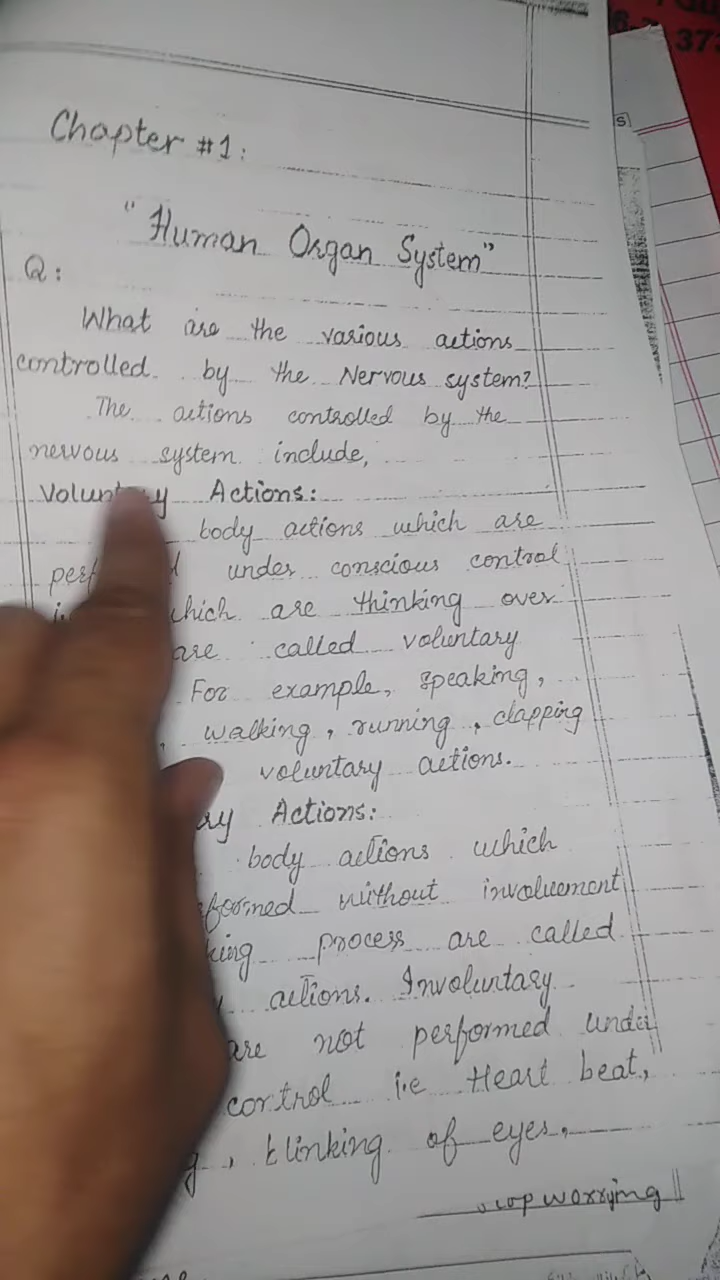 Chapter #1:
"Human Organ System"
Q:
What are the various actions
controlled by the Nervous system?
The actions controlled by the
nervous system include,
Voluntary Actions:
body actions which are
under conscious control
which are thinking over
are called voluntary
For example, speaking,
, walking, running, clapping
voluntary actions.
Actions:
body actions which
without involuement
process are called
actions. Involuntary
are not performed under
control i.e Heart beat,
, blinking of eyes,
worrying
37
S